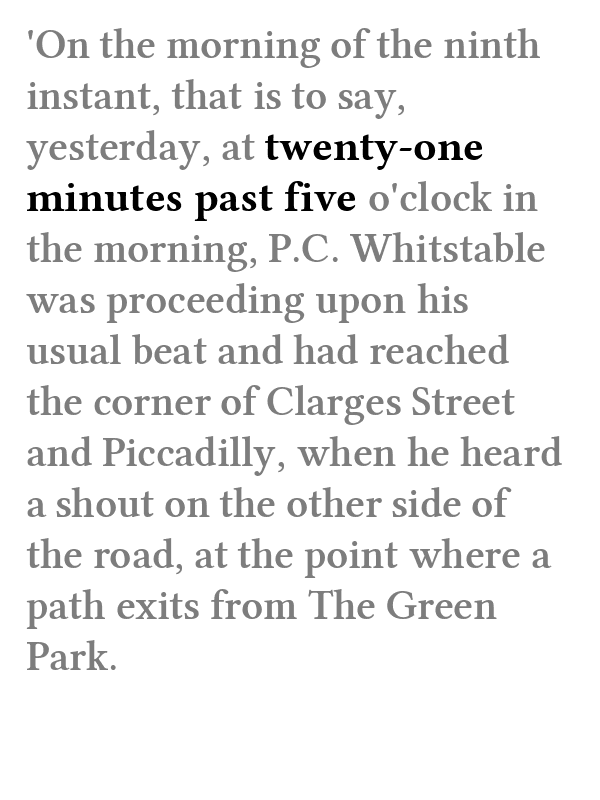 'On the morning of the ninth
instant, that is to say,
yesterday, at twenty-one
minutes past five o'clock in
the morning, P.C. Whitstable
was proceeding upon his
usual beat and had reached
the corner of Clarges Street
and Piccadilly, when he heard
a shout on the other side of
the road, at the point where a
path exits from The Green
Park.